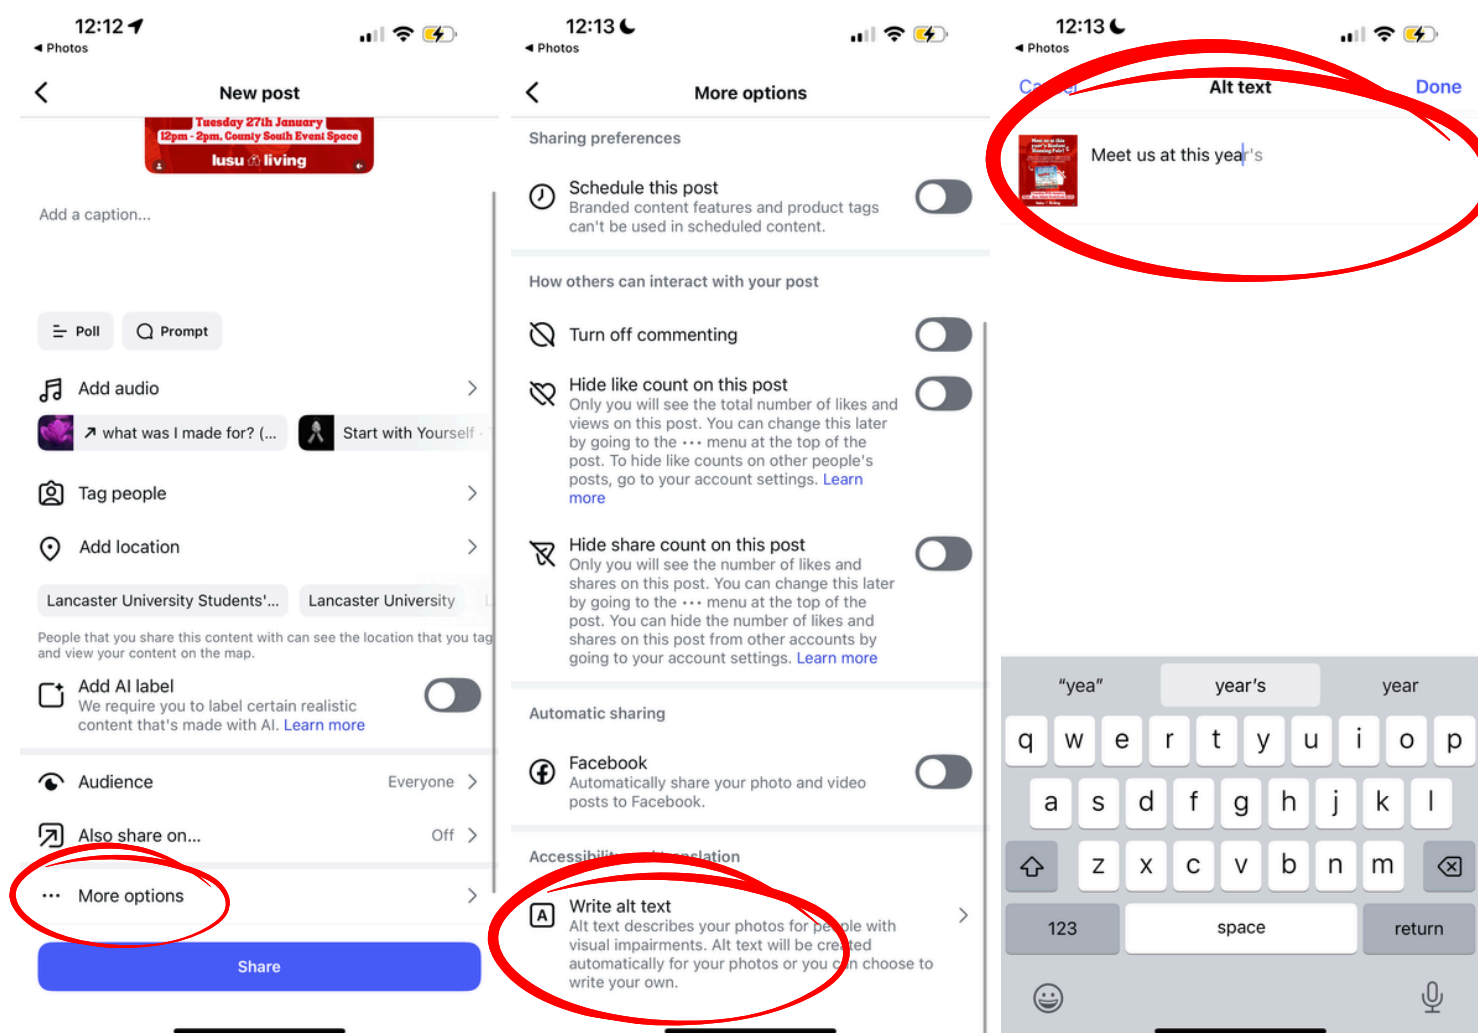 12:12
◀ Photos
New post
Tuesday 27th January
12pm - 2pm, County South Event Space
lusu living
Add a caption...
Poll
Prompt
Add audio
what was I made for? (...
Start with Yourself · T
Tag people
Add location
Lancaster University Students'...
Lancaster University
L
People that you share this content with can see the location that you tag
and view your content on the map.
Add AI label
We require you to label certain realistic
content that's made with AI. Learn more
Audience
Everyone
Also share on...
Off
More options
Share
12:13
◀ Photos
More options
Sharing preferences
Schedule this post
Branded content features and product tags
can't be used in scheduled content.
How others can interact with your post
Turn off commenting
Hide like count on this post
Only you will see the total number of likes and
views on this post. You can change this later
by going to the ··· menu at the top of the
post. To hide like counts on other people's
posts, go to your account settings. Learn
more
Hide share count on this post
Only you will see the number of likes and
shares on this post. You can change this later
by going to the ··· menu at the top of the
post. You can hide the number of likes and
shares on this post from other accounts by
going to your account settings. Learn more
Automatic sharing
Facebook
Automatically share your photo and video
posts to Facebook.
Accessibility and translation
Write alt text
Alt text describes your photos for people with
visual impairments. Alt text will be created
automatically for your photos or you can choose to
write your own.
12:13
◀ Photos
Cancel
Alt text
Done
Meet us at this
year's
Housing Fair!
Meet us at this year's
"yea"
year's
year
q w e r t y u i o p
a s d f g h j k l
z x c v b n m
123
space
return